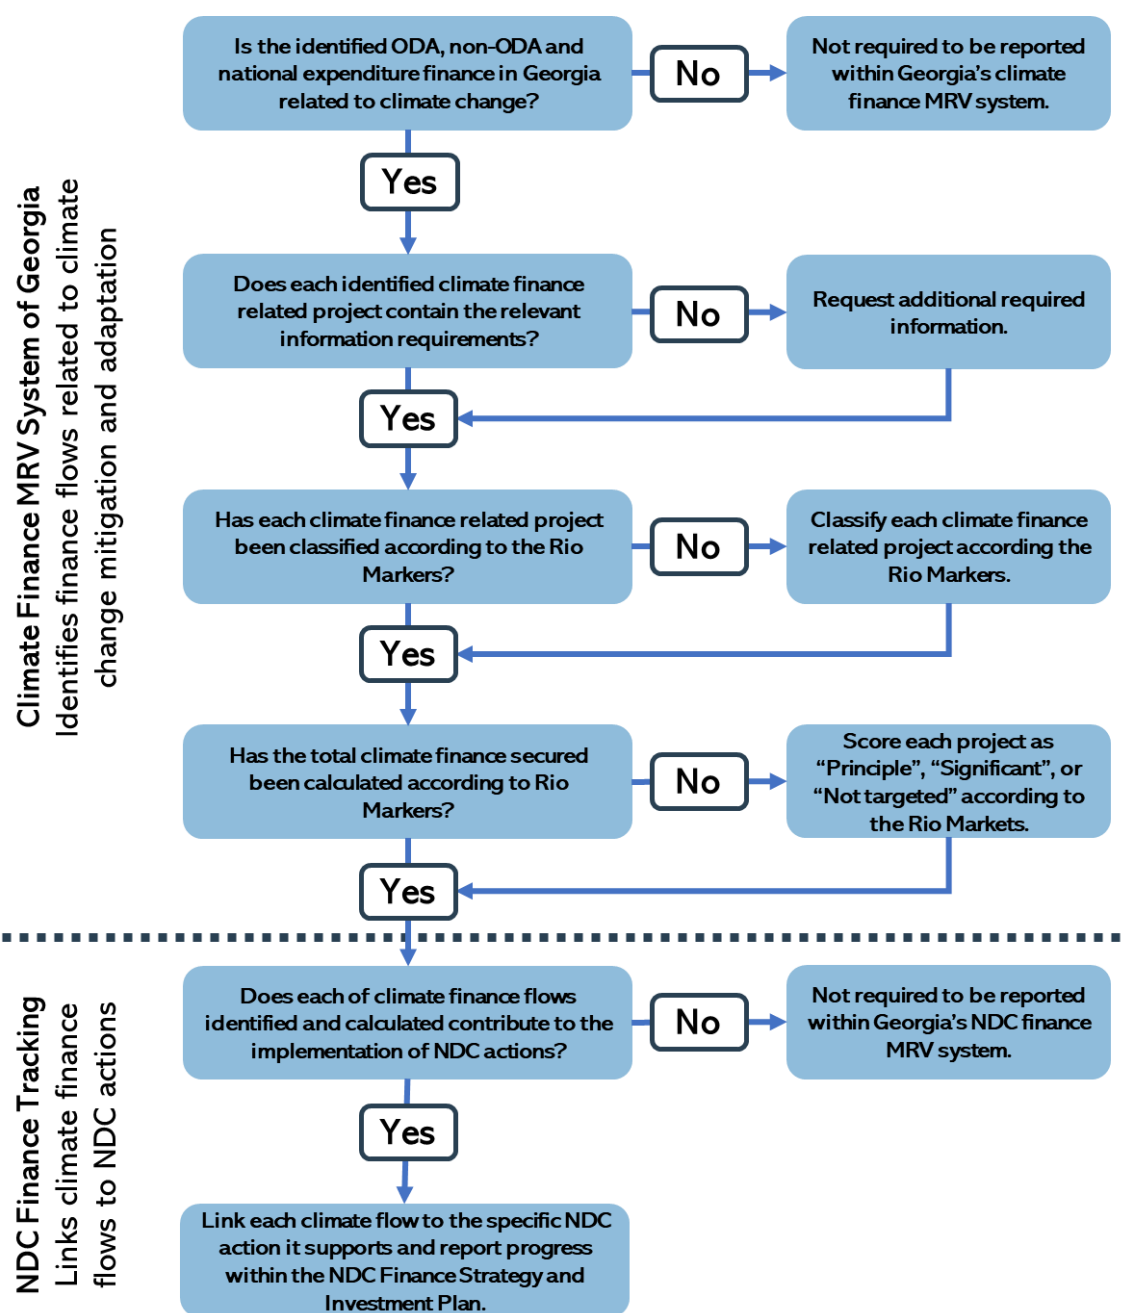 Climate Finance MRV System of Georgia
Identifies finance flows related to climate
change mitigation and adaptation
Is the identified ODA, non-ODA and
national expenditure finance in Georgia
related to climate change?
No
Not required to be reported
within Georgia's climate
finance MRV system.
Yes
Does each identified climate finance
related project contain the relevant
information requirements?
No
Request additional required
information.
Yes
Has each climate finance related project
been classified according to the Rio
Markers?
No
Classify each climate finance
related project according the
Rio Markers.
Yes
Has the total climate finance secured
been calculated according to Rio
Markers?
No
Score each project as
“Principle”, “Significant”, or
“Not targeted” according to
the Rio Markets.
Yes
NDC Finance Tracking
Links climate finance
flows to NDC actions
Does each of climate finance flows
identified and calculated contribute to the
implementation of NDC actions?
No
Not required to be reported
within Georgia's NDC finance
MRV system.
Yes
Link each climate flow to the specific NDC
action it supports and report progress
within the NDC Finance Strategy and
Investment Plan.